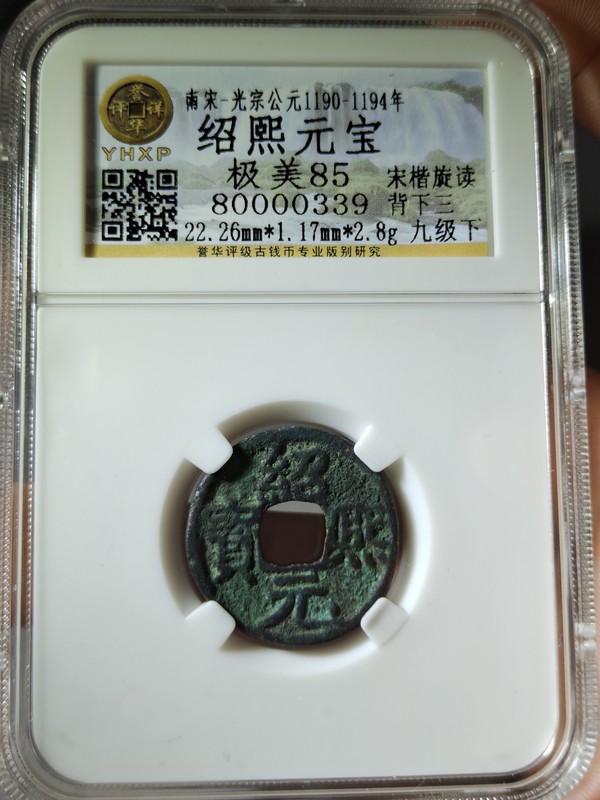 誉華評詳
YHXP
南宋-光宗公元1190-1194年
绍熙元宝
极美85 宋楷旋读
80000339 背下三
22.26mm*1.17mm*2.8g 九级下
誉华评级古钱币专业版别研究
紹熙元寶